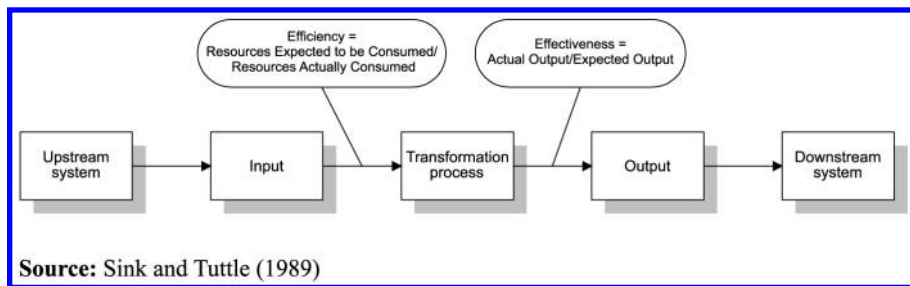 Efficiency =
Resources Expected to be Consumed/
Resources Actually Consumed
Effectiveness =
Actual Output/Expected Output
Upstream
system
Input
Transformation
process
Output
Downstream
system
Source: Sink and Tuttle (1989)